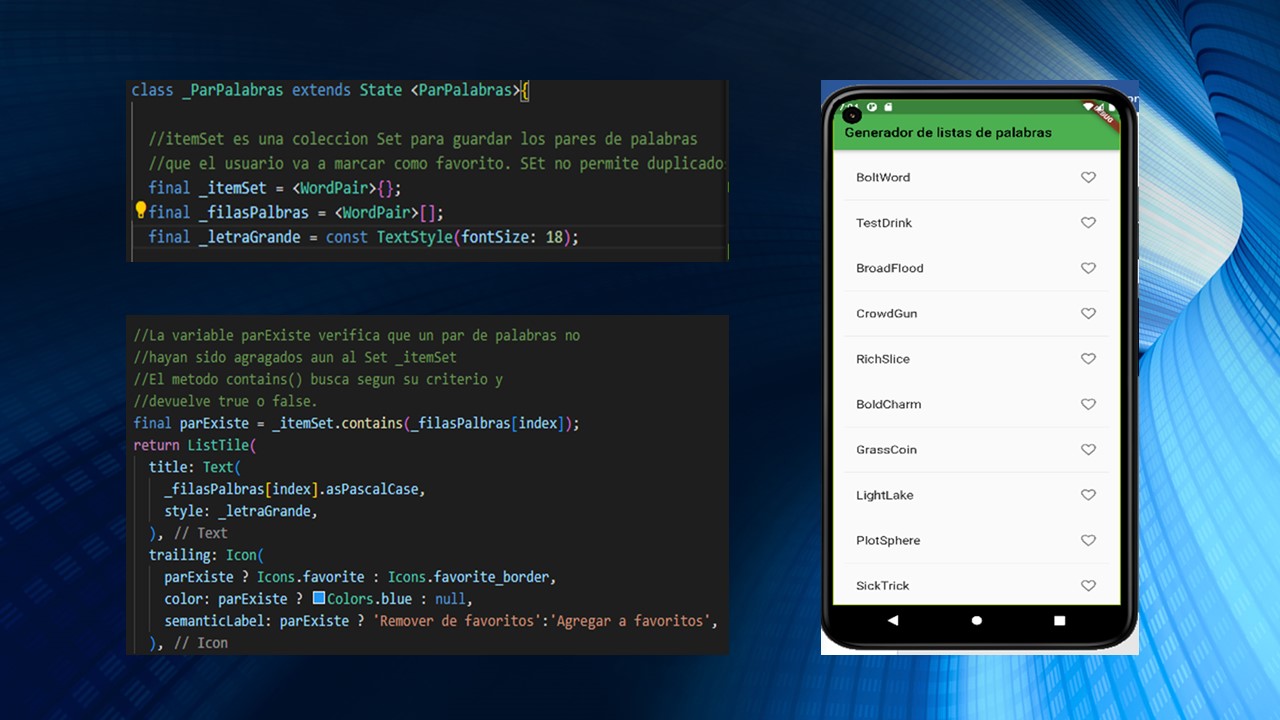 class _ParPalabras extends State <ParPalabras>{
//itemSet es una coleccion Set para guardar los pares de palabras
//que el usuario va a marcar como favorito. SEt no permite duplicado
final _itemSet = <WordPair>{};
final _filasPalbras = <WordPair>[];
final _letraGrande = const TextStyle(fontSize: 18);
//La variable parExiste verifica que un par de palabras no
//hayan sido agragados aun al Set _itemSet
//El metodo contains() busca segun su criterio y
//devuelve true o false.
final parExiste = _itemSet.contains(_filasPalbras[index]);
return ListTile(
title: Text(
_filasPalbras[index].asPascalCase,
style: _letraGrande,
), // Text
trailing: Icon(
parExiste ? Icons.favorite : Icons.favorite_border,
color: parExiste ? Colors.blue : null,
semanticLabel: parExiste ? 'Remover de favoritos':'Agregar a favoritos',
), // Icon
Generador de listas de palabras
BoltWord
TestDrink
BroadFlood
CrowdGun
RichSlice
BoldCharm
GrassCoin
LightLake
PlotSphere
SickTrick